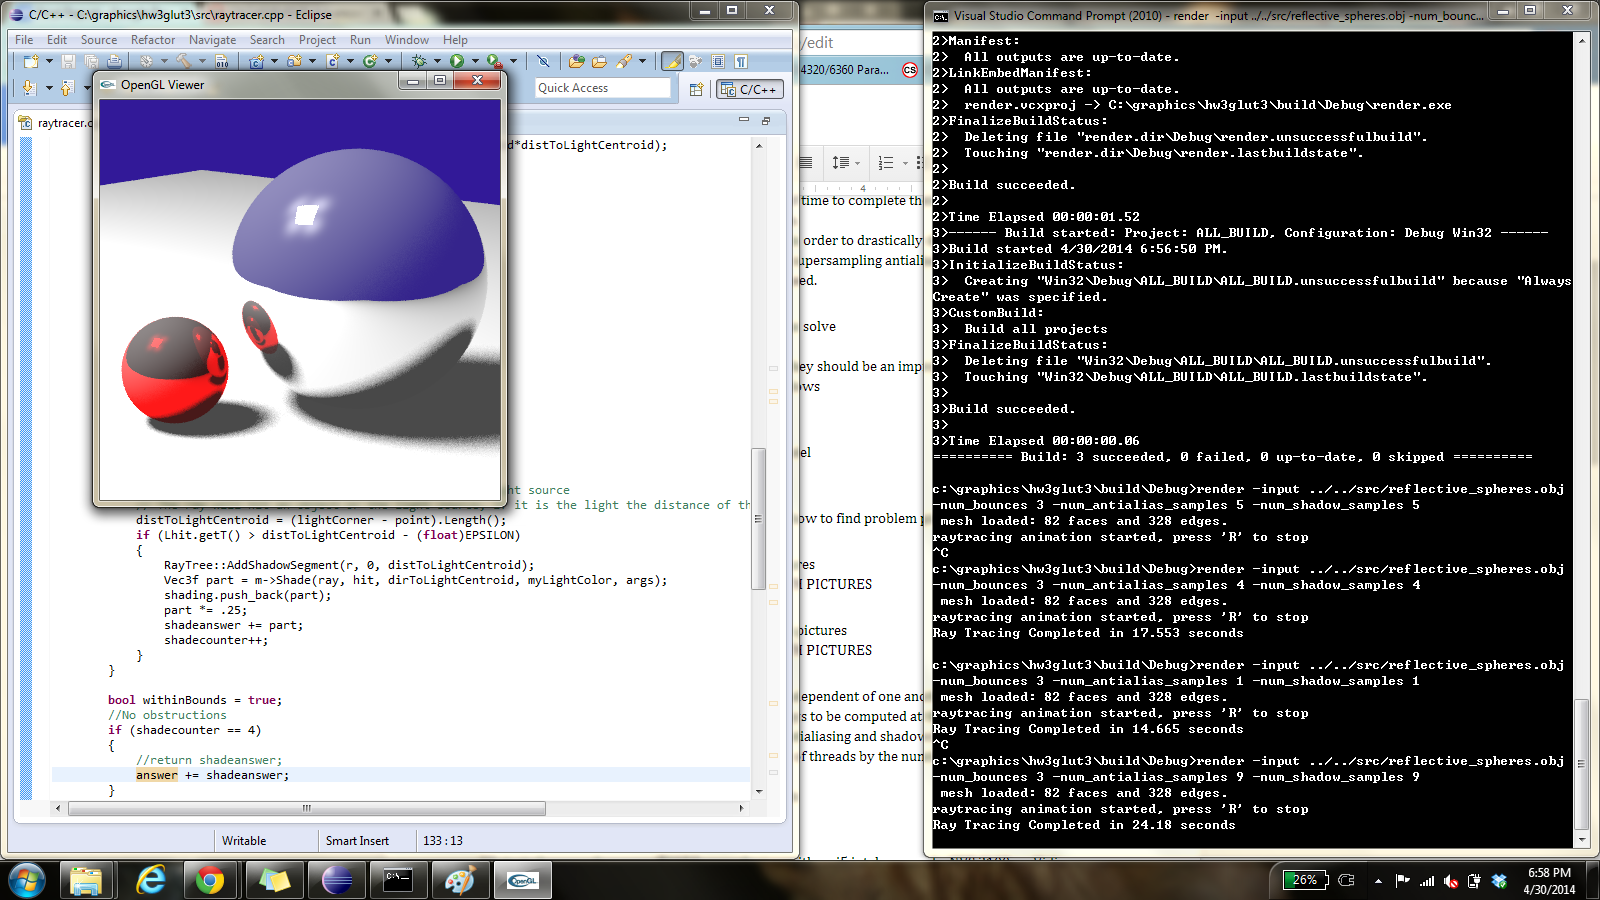 C/C++ - C:\graphics\hw3glut3\src\raytracer.cpp - Eclipse
File Edit Source Refactor Navigate Search Project Run Window Help
Quick Access
C/C++
OpenGL Viewer
raytracer.c
d*distToLightCentroid);
ht source
it is the light the distance of th
distToLightCentroid = (lightCorner - point).Length();
if (Lhit.getT() > distToLightCentroid - (float)EPSILON)
{
RayTree::AddShadowSegment(r, 0, distToLightCentroid);
Vec3f part = m->Shade(ray, hit, dirToLightCentroid, myLightColor, args);
shading.push_back(part);
part *= .25;
shadeanswer += part;
shadecounter++;
}
}
bool withinBounds = true;
//No obstructions
if (shadecounter == 4)
{
//return shadeanswer;
answer += shadeanswer;
}
Writable Smart Insert 133 : 13
/edit
4320/6360 Para...
CS
4
time to complete th
order to drastically
upersampling antiali
ed.
solve
ey should be an imp
ows
el
ow to find problem p
res
I PICTURES
pictures
I PICTURES
dependent of one and
s to be computed at
ialiasing and shadow
of threads by the num
Visual Studio Command Prompt (2010) - render -input ../../src/reflective_spheres.obj -num_bounc...
2>Manifest:
2>  All outputs are up-to-date.
2>LinkEmbedManifest:
2>  All outputs are up-to-date.
2>  render.vcxproj -> C:\graphics\hw3glut3\build\Debug\render.exe
2>FinalizeBuildStatus:
2>  Deleting file "render.dir\Debug\render.unsuccessfulbuild".
2>  Touching "render.dir\Debug\render.lastbuildstate".
2>
2>Build succeeded.
2>
2>Time Elapsed 00:00:01.52
3>------ Build started: Project: ALL_BUILD, Configuration: Debug Win32 ------
3>Build started 4/30/2014 6:56:50 PM.
3>InitializeBuildStatus:
3>  Creating "Win32\Debug\ALL_BUILD\ALL_BUILD.unsuccessfulbuild" because "Always
Create" was specified.
3>CustomBuild:
3>  Build all projects
3>FinalizeBuildStatus:
3>  Deleting file "Win32\Debug\ALL_BUILD\ALL_BUILD.unsuccessfulbuild".
3>  Touching "Win32\Debug\ALL_BUILD\ALL_BUILD.lastbuildstate".
3>
3>Build succeeded.
3>
3>Time Elapsed 00:00:00.06
========== Build: 3 succeeded, 0 failed, 0 up-to-date, 0 skipped ==========
c:\graphics\hw3glut3\build\Debug>render -input ../../src/reflective_spheres.obj
-num_bounces 3 -num_antialias_samples 5 -num_shadow_samples 5
mesh loaded: 82 faces and 328 edges.
raytracing animation started, press 'R' to stop
^C
c:\graphics\hw3glut3\build\Debug>render -input ../../src/reflective_spheres.obj
-num_bounces 3 -num_antialias_samples 4 -num_shadow_samples 4
mesh loaded: 82 faces and 328 edges.
raytracing animation started, press 'R' to stop
Ray Tracing Completed in 17.553 seconds
c:\graphics\hw3glut3\build\Debug>render -input ../../src/reflective_spheres.obj
-num_bounces 3 -num_antialias_samples 1 -num_shadow_samples 1
mesh loaded: 82 faces and 328 edges.
raytracing animation started, press 'R' to stop
Ray Tracing Completed in 14.665 seconds
^C
c:\graphics\hw3glut3\build\Debug>render -input ../../src/reflective_spheres.obj
-num_bounces 3 -num_antialias_samples 9 -num_shadow_samples 9
mesh loaded: 82 faces and 328 edges.
raytracing animation started, press 'R' to stop
Ray Tracing Completed in 24.18 seconds
26%
6:58 PM
4/30/2014